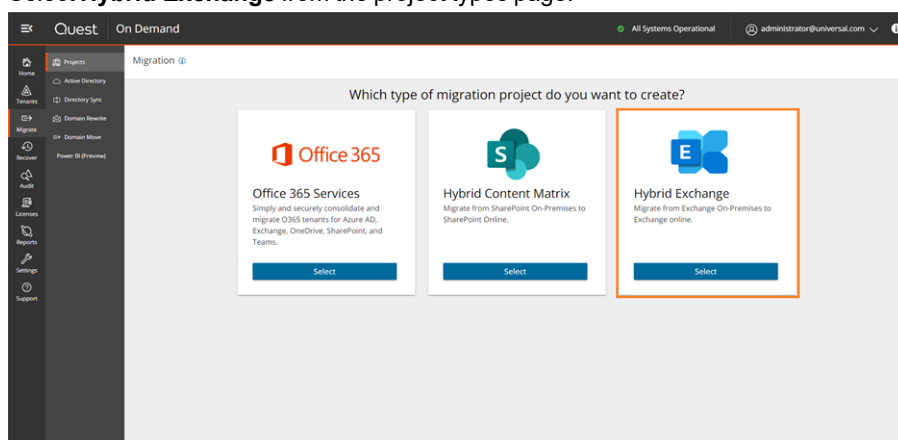 Select Hybrid Exchange from the project types page.
Quest On Demand
All Systems Operational
administrator@universal.com
Home
Tenants
Migrate
Recover
Audit
Licenses
Reports
Settings
Support
Projects
Active Directory
Directory Sync
Domain Rewrite
Domain Move
Power BI (Preview)
Migration
Which type of migration project do you want to create?
Office 365
Office 365 Services
Simply and securely consolidate and
migrate O365 tenants for Azure AD,
Exchange, OneDrive, SharePoint, and
Teams.
Select
S
Hybrid Content Matrix
Migrate from SharePoint On-Premises to
SharePoint Online.
Select
E
Hybrid Exchange
Migrate from Exchange On-Premises to
Exchange online.
Select